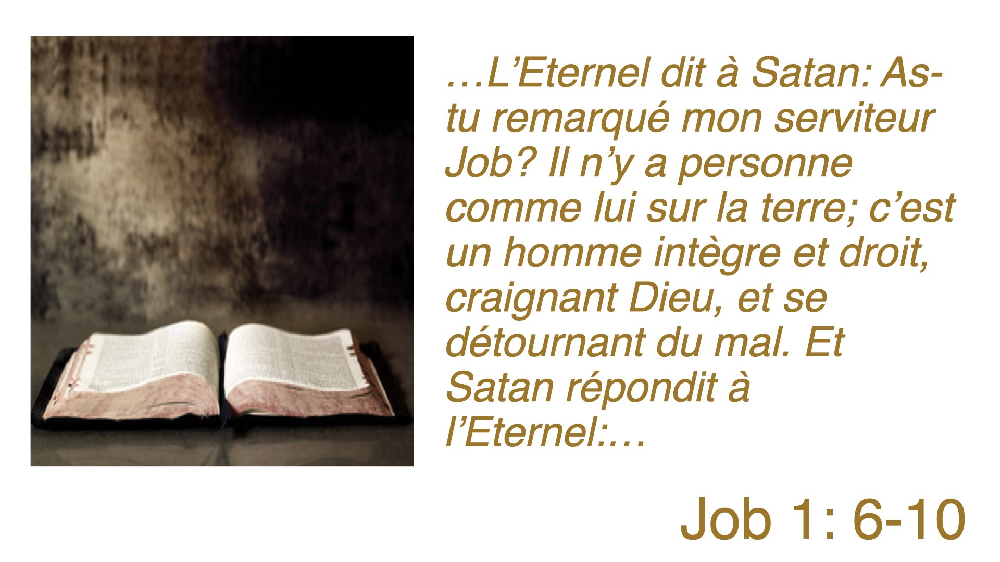 …L’Eternel dit à Satan: As-
tu remarqué mon serviteur
Job? Il n’y a personne
comme lui sur la terre; c’est
un homme intègre et droit,
craignant Dieu, et se
détournant du mal. Et
Satan répondit à
l’Eternel:…
Job 1: 6-10